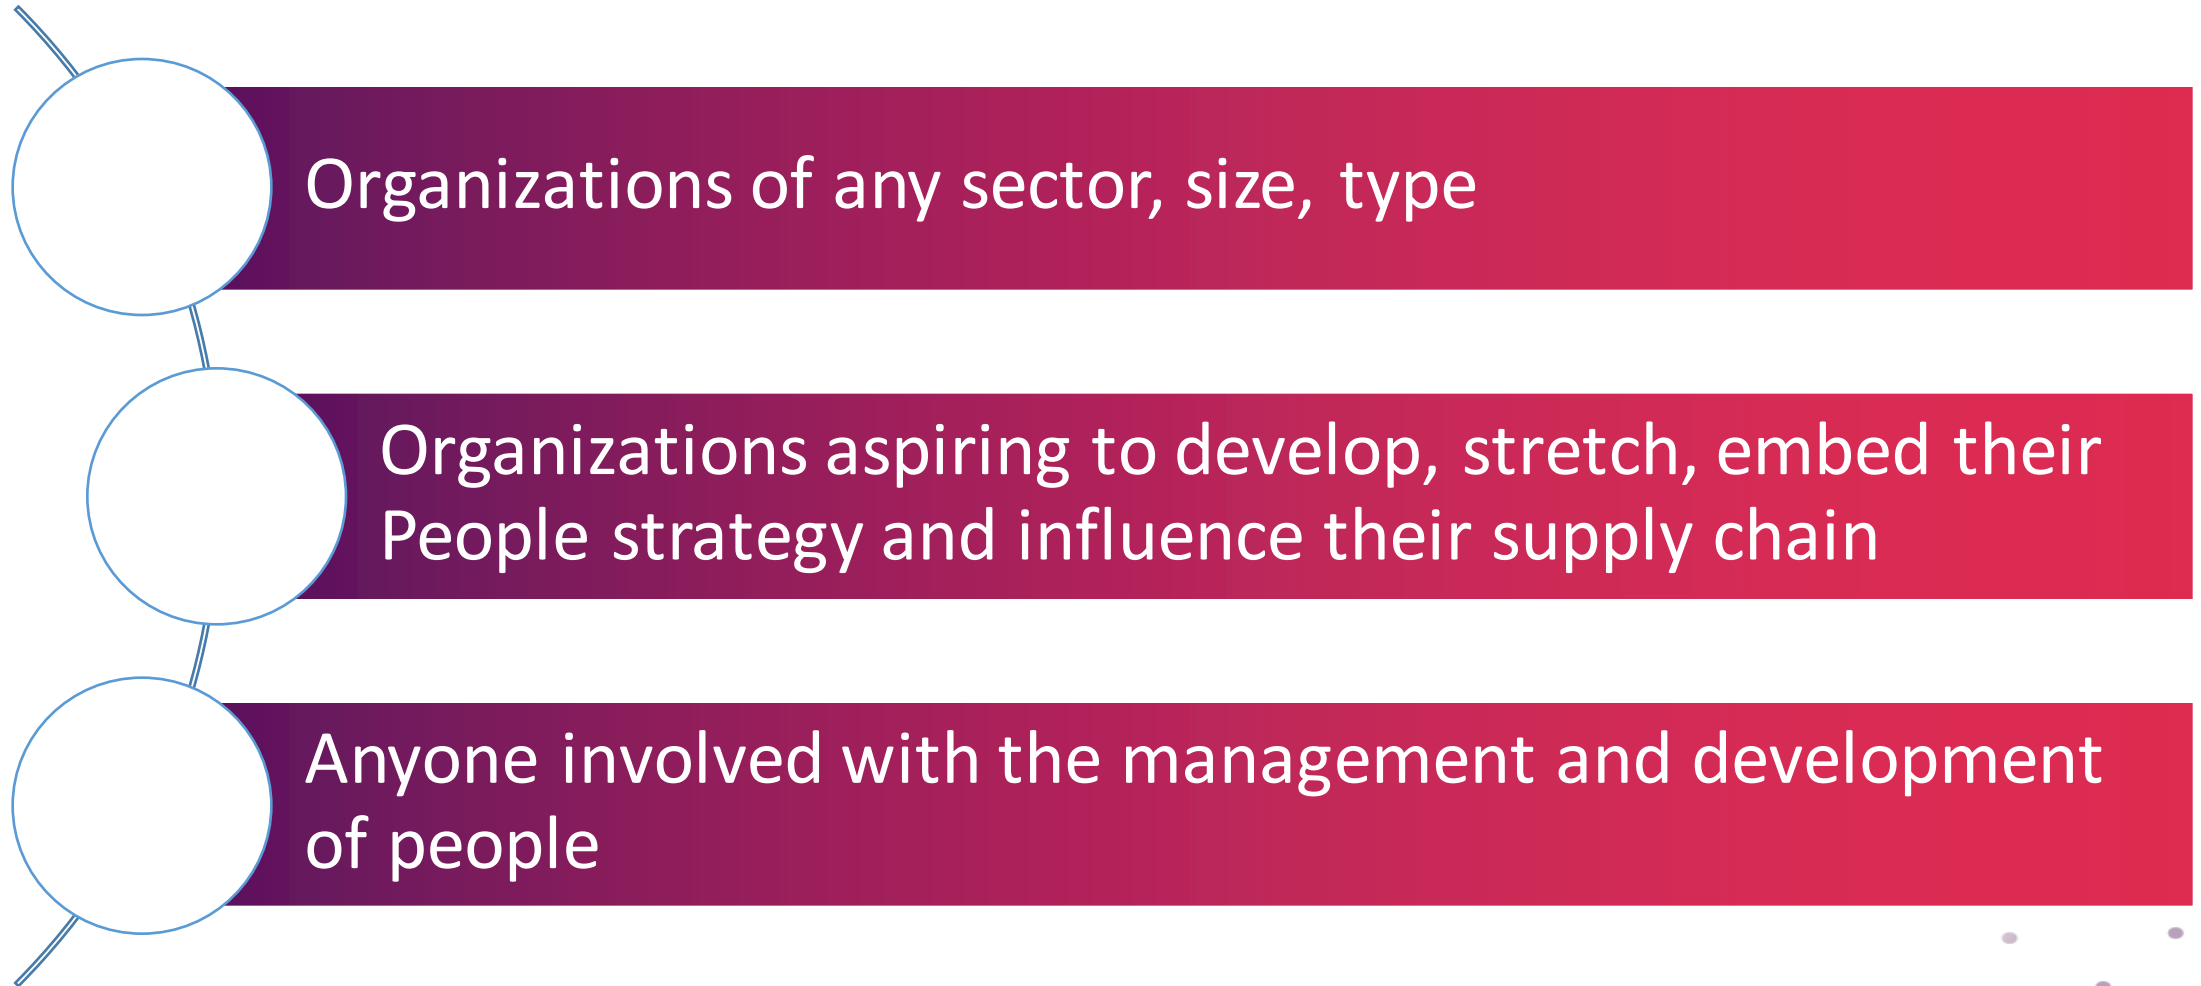 Organizations of any sector, size, type
Organizations aspiring to develop, stretch, embed their
People strategy and influence their supply chain
Anyone involved with the management and development
of people